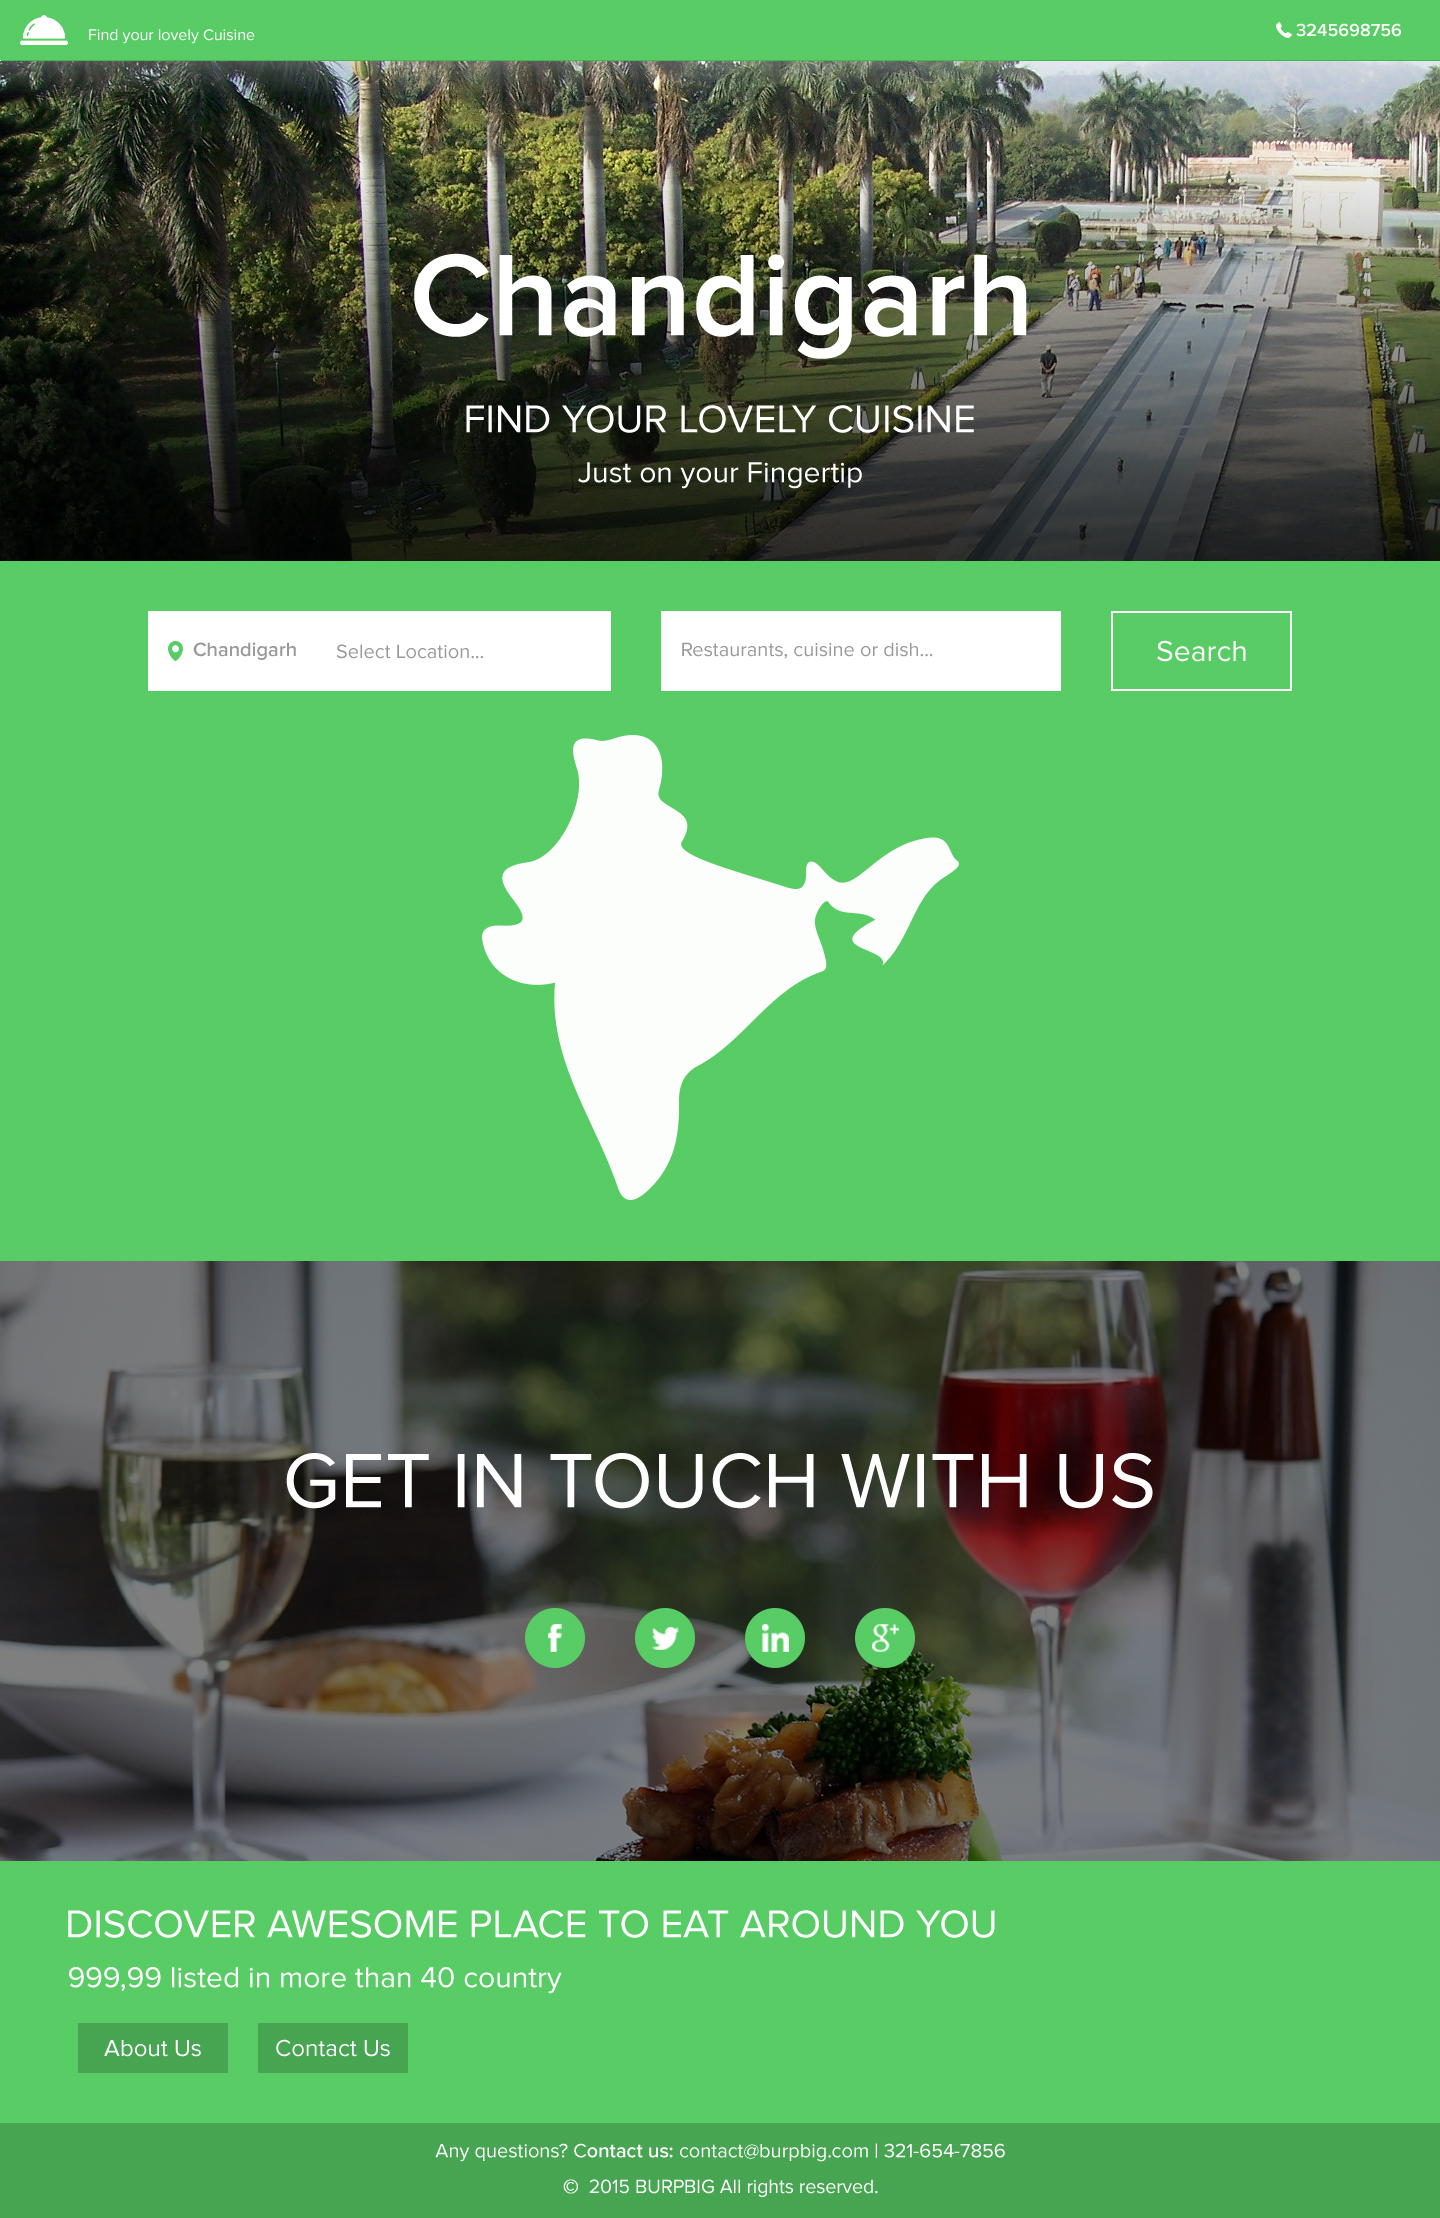 Find your lovely Cuisine
3245698756
Chandigarh
FIND YOUR LOVELY CUISINE
Just on your Fingertip
Chandigarh Select Location...
Restaurants, cuisine or dish...
Search
GET IN TOUCH WITH US
f
in
g+
DISCOVER AWESOME PLACE TO EAT AROUND YOU
999,99 listed in more than 40 country
About Us
Contact Us
Any questions? Contact us: contact@burpbig.com | 321-654-7856
© 2015 BURPBIG All rights reserved.